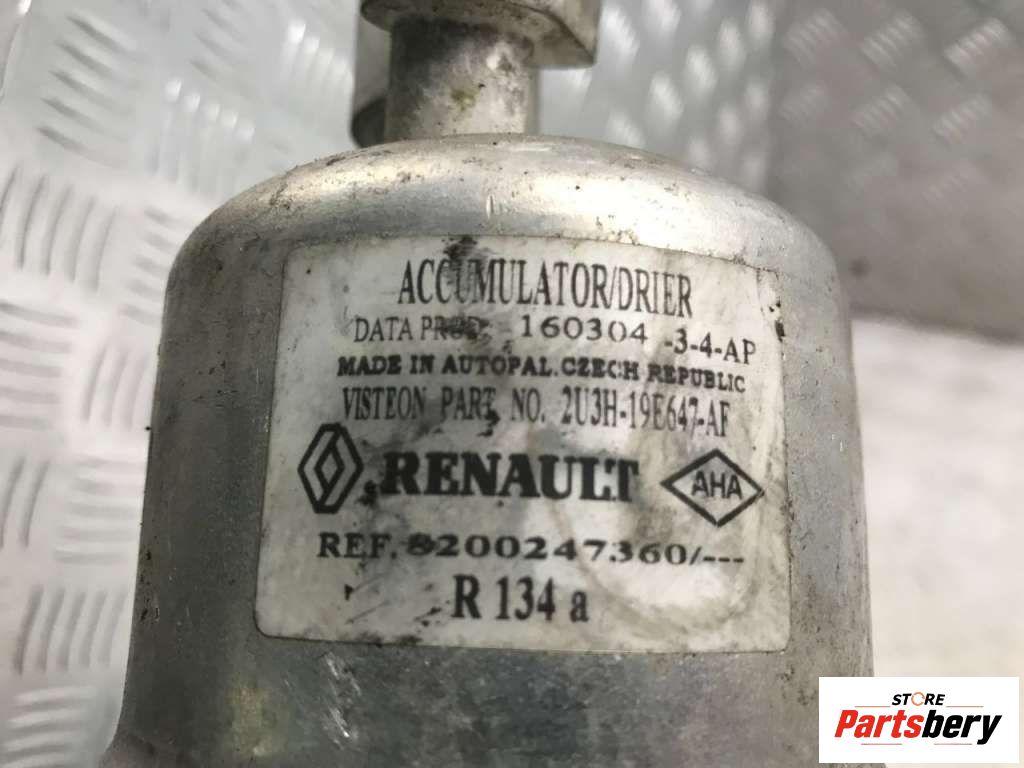 ACCUMULATOR/DRIER
DATA PROD. 160304 -3-4-AP
MADE IN AUTOPAL.CZECH REPUBLIC
VISTEON PART NO. 2U3H-19E647-AF
RENAULT AHA
REF. 8200247360/---
R 134 a
STORE
Partsbery